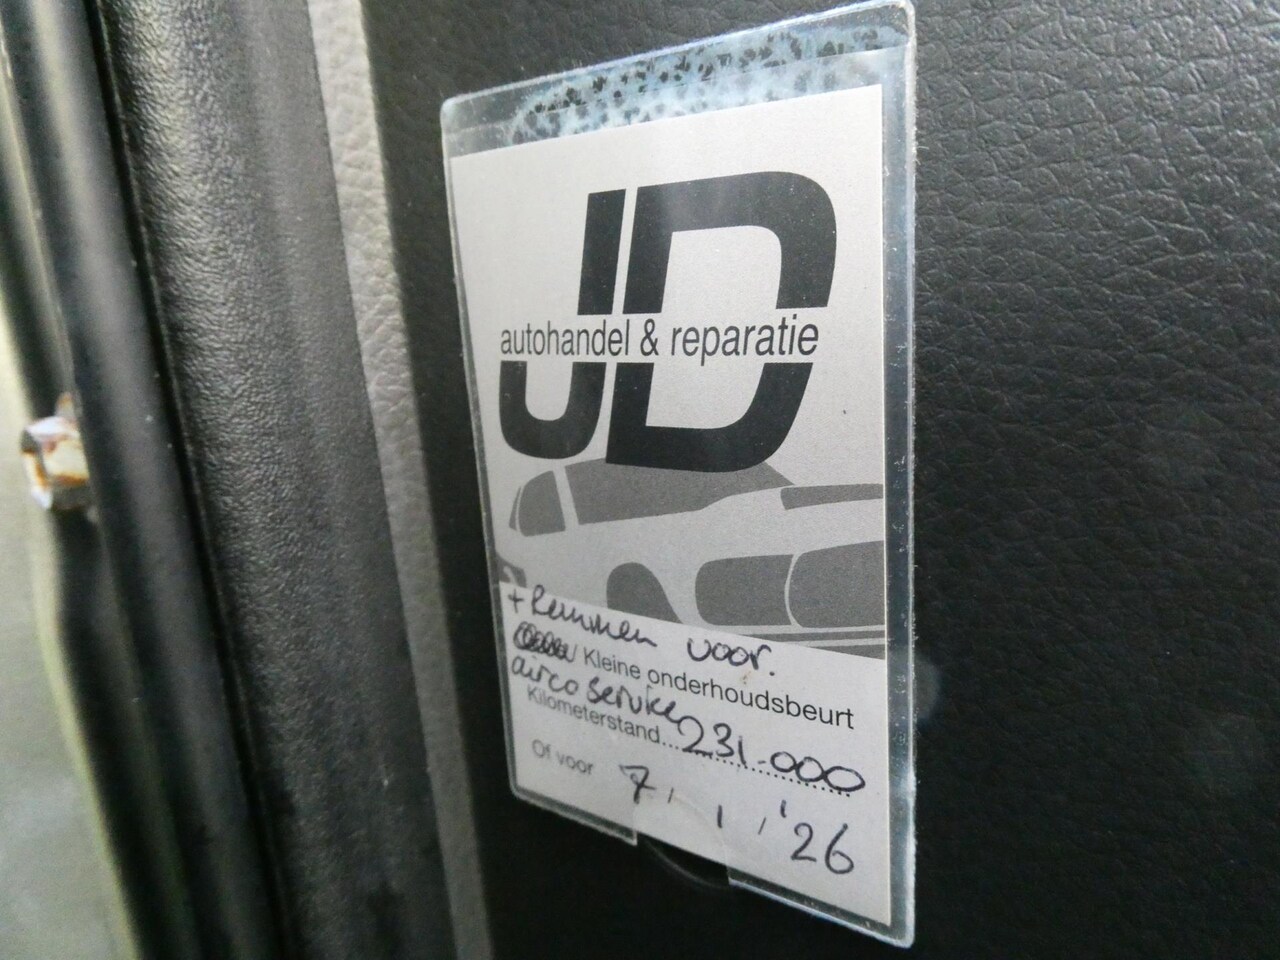 JD
autohandel & reparatie
+ Remmen voor.
Kleine onderhoudsbeurt
airco service
Kilometerstand...231.000
Of voor 7, 1, '26